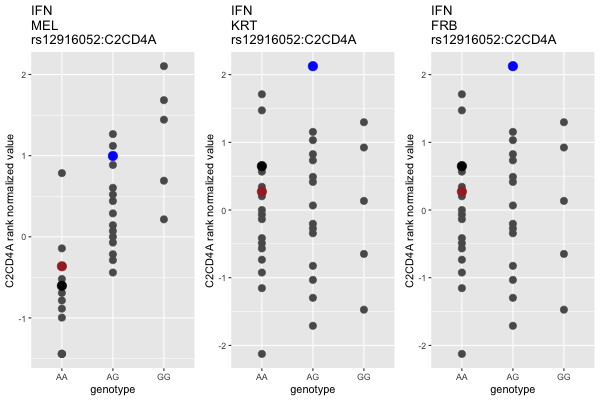 IFN
MEL
rs12916052:C2CD4A
C2CD4A rank normalized value
2
1
0
-1
AA
AG
GG
genotype
IFN
KRT
rs12916052:C2CD4A
C2CD4A rank normalized value
2
1
0
-1
-2
AA
AG
GG
genotype
IFN
FRB
rs12916052:C2CD4A
C2CD4A rank normalized value
2
1
0
-1
-2
AA
AG
GG
genotype